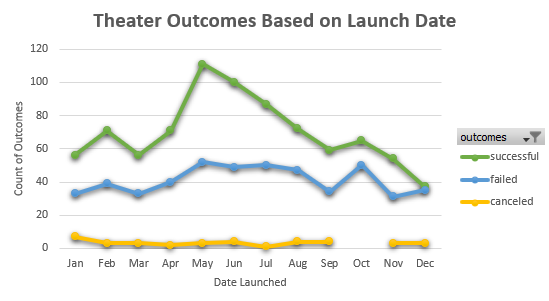 Theater Outcomes Based on Launch Date
120
100
80
60
40
20
0
Count of Outcomes
Jan Feb Mar Apr May Jun Jul Aug Sep Oct Nov Dec
Date Launched
outcomes
successful
failed
canceled